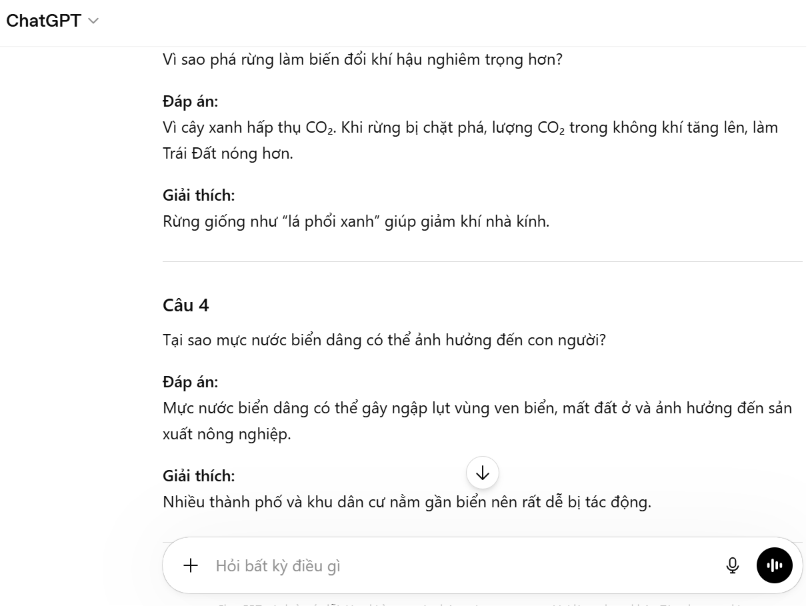 ChatGPT
Vì sao phá rừng làm biến đổi khí hậu nghiêm trọng hơn?
Đáp án:
Vì cây xanh hấp thụ CO₂. Khi rừng bị chặt phá, lượng CO₂ trong không khí tăng lên, làm
Trái Đất nóng hơn.
Giải thích:
Rừng giống như “lá phổi xanh” giúp giảm khí nhà kính.
Câu 4
Tại sao mực nước biển dâng có thể ảnh hưởng đến con người?
Đáp án:
Mực nước biển dâng có thể gây ngập lụt vùng ven biển, mất đất ở và ảnh hưởng đến sản
xuất nông nghiệp.
Giải thích:
Nhiều thành phố và khu dân cư nằm gần biển nên rất dễ bị tác động.
Hỏi bất kỳ điều gì